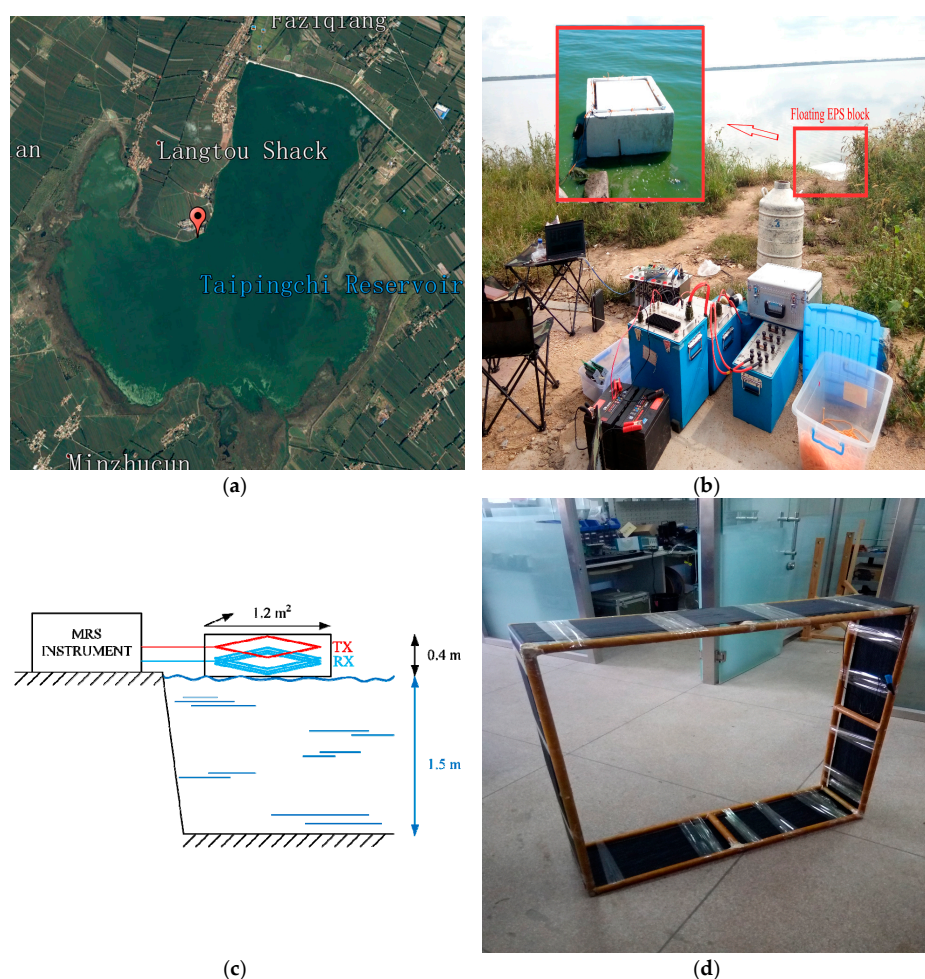 Faziqiang
an
Langtou Shack
Taipingchi Reservoir
Minzhucun
(a)
Floating EPS block
(b)
1.2 m²
MRS
INSTRUMENT
TX
RX
0.4 m
1.5 m
(c)
(d)